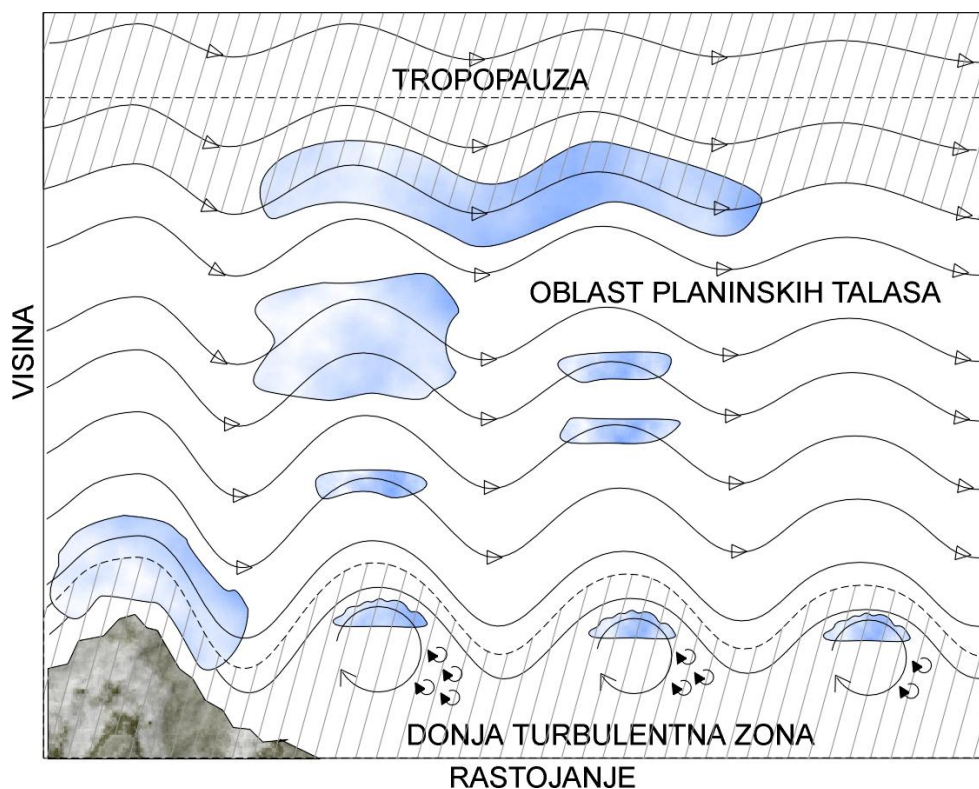 TROPOPAUZA
OBLAST PLANINSKIH TALASA
VISINA
DONJA TURBULENTNA ZONA
RASTOJANJE